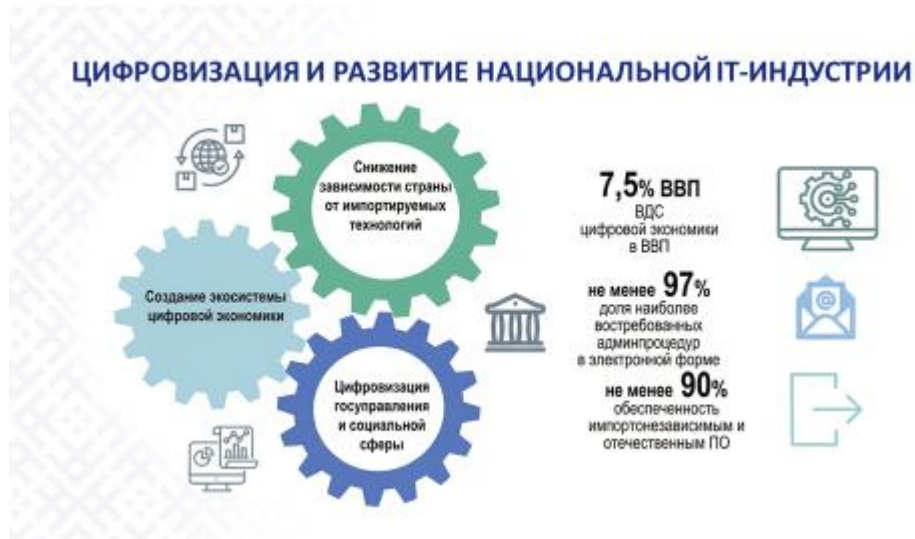 ЦИФРОВИЗАЦИЯ И РАЗВИТИЕ НАЦИОНАЛЬНОЙ IT-ИНДУСТРИИ
Снижение
зависимости страны
от импортируемых
технологий
Создание экосистемы
цифровой экономики
Цифровизация
госуправления
и социальной
сферы
7,5% ВВП
ВДС
цифровой экономики
в ВВП
не менее 97%
доля наиболее
востребованных
админпроцедур
в электронной форме
не менее 90%
обеспеченность
импортонезависимым и
отечественным ПО